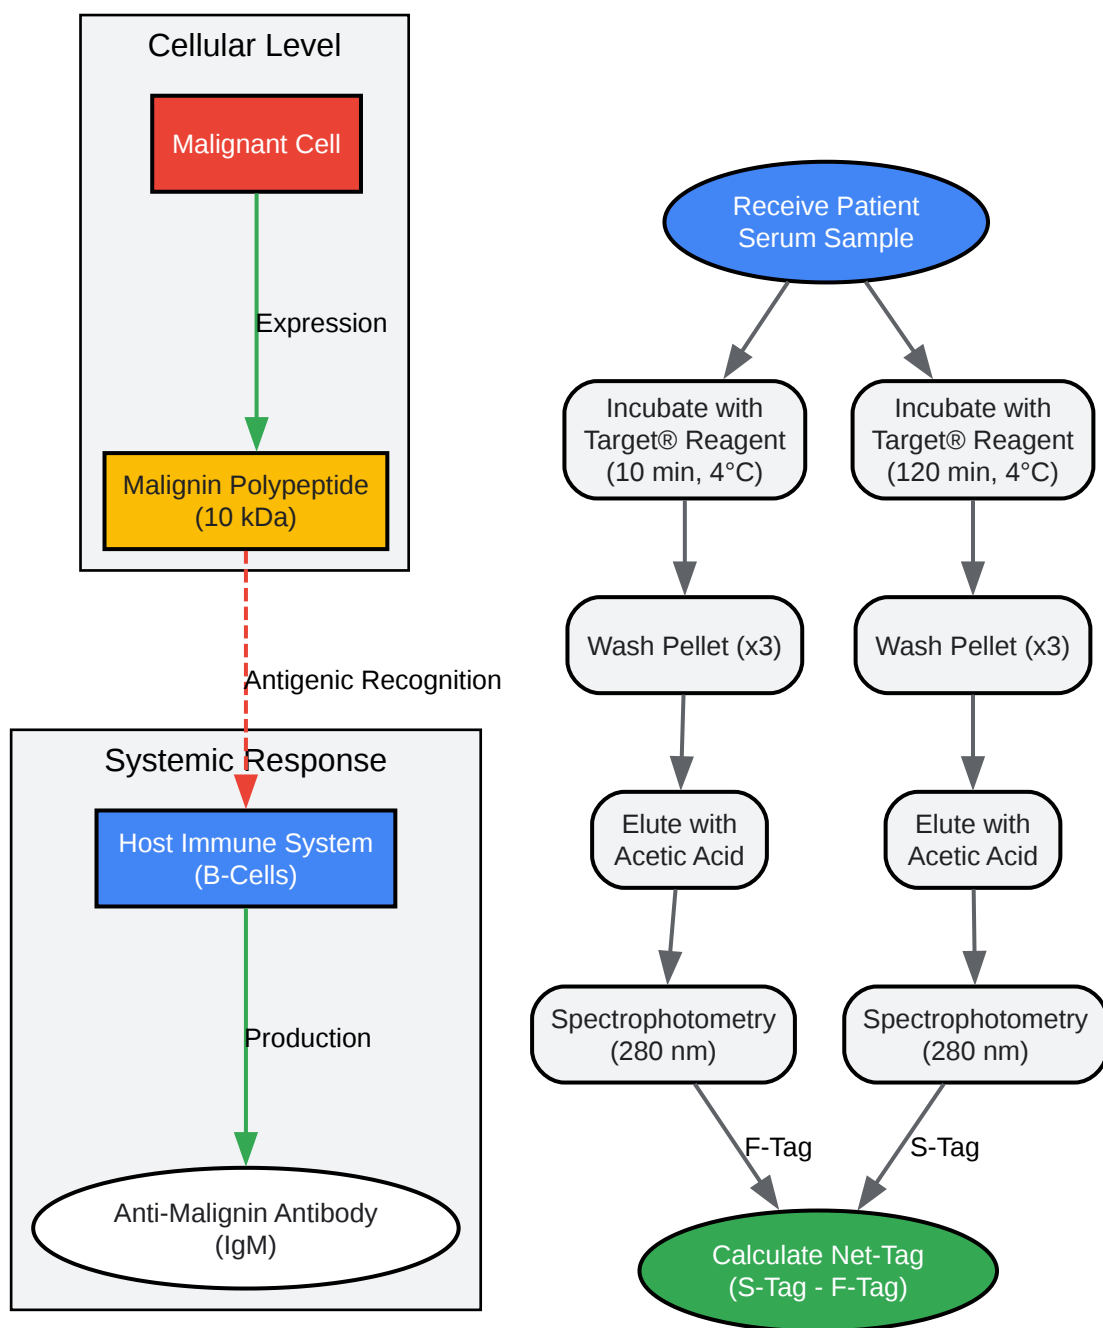 Cellular Level
Malignant Cell
Expression
Malignin Polypeptide
(10 kDa)
Antigenic Recognition
Systemic Response
Host Immune System
(B-Cells)
Production
Anti-Malignin Antibody
(IgM)
Receive Patient
Serum Sample
Incubate with
Target® Reagent
(10 min, 4°C)
Incubate with
Target® Reagent
(120 min, 4°C)
Wash Pellet (x3)
Wash Pellet (x3)
Elute with
Acetic Acid
Elute with
Acetic Acid
Spectrophotometry
(280 nm)
Spectrophotometry
(280 nm)
F-Tag
S-Tag
Calculate Net-Tag
(S-Tag - F-Tag)